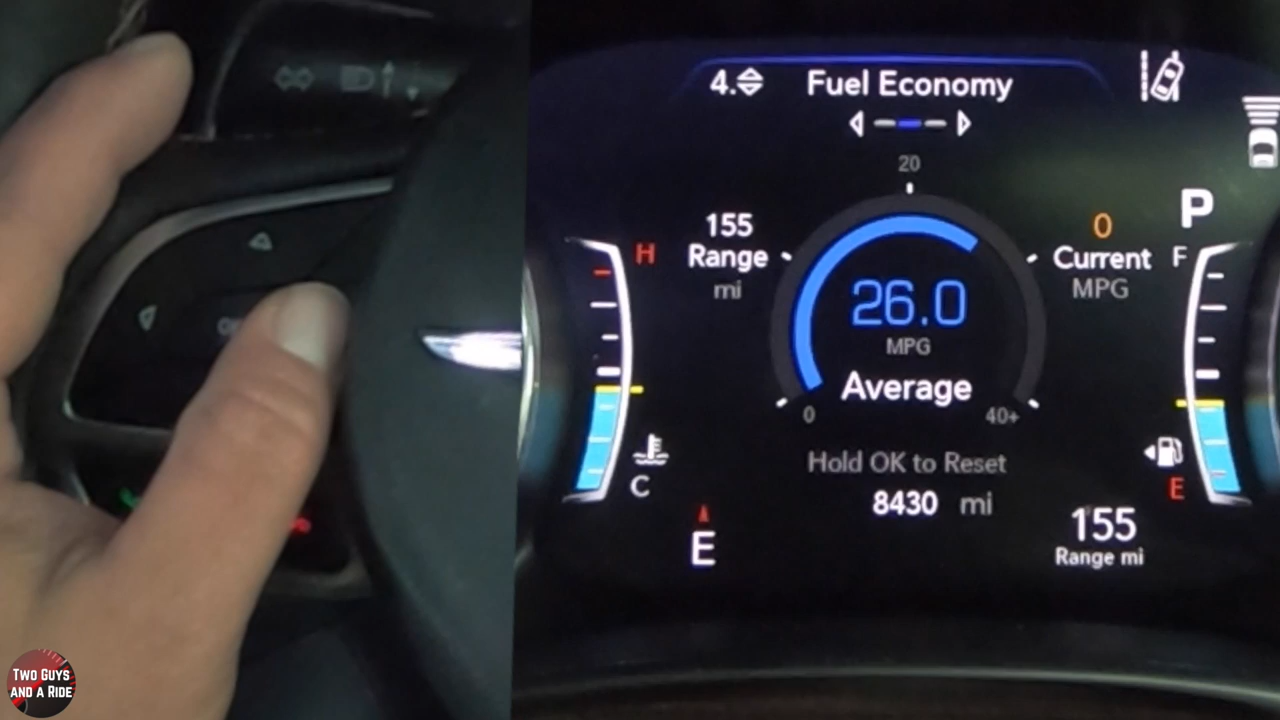 4. Fuel Economy
20
P
155
Range
mi
0
Current
MPG
H
F
26.0
MPG
Average
0
40+
Hold OK to Reset
8430 mi
C
E
E
155
Range mi
TWO GUYS
AND A RIDE